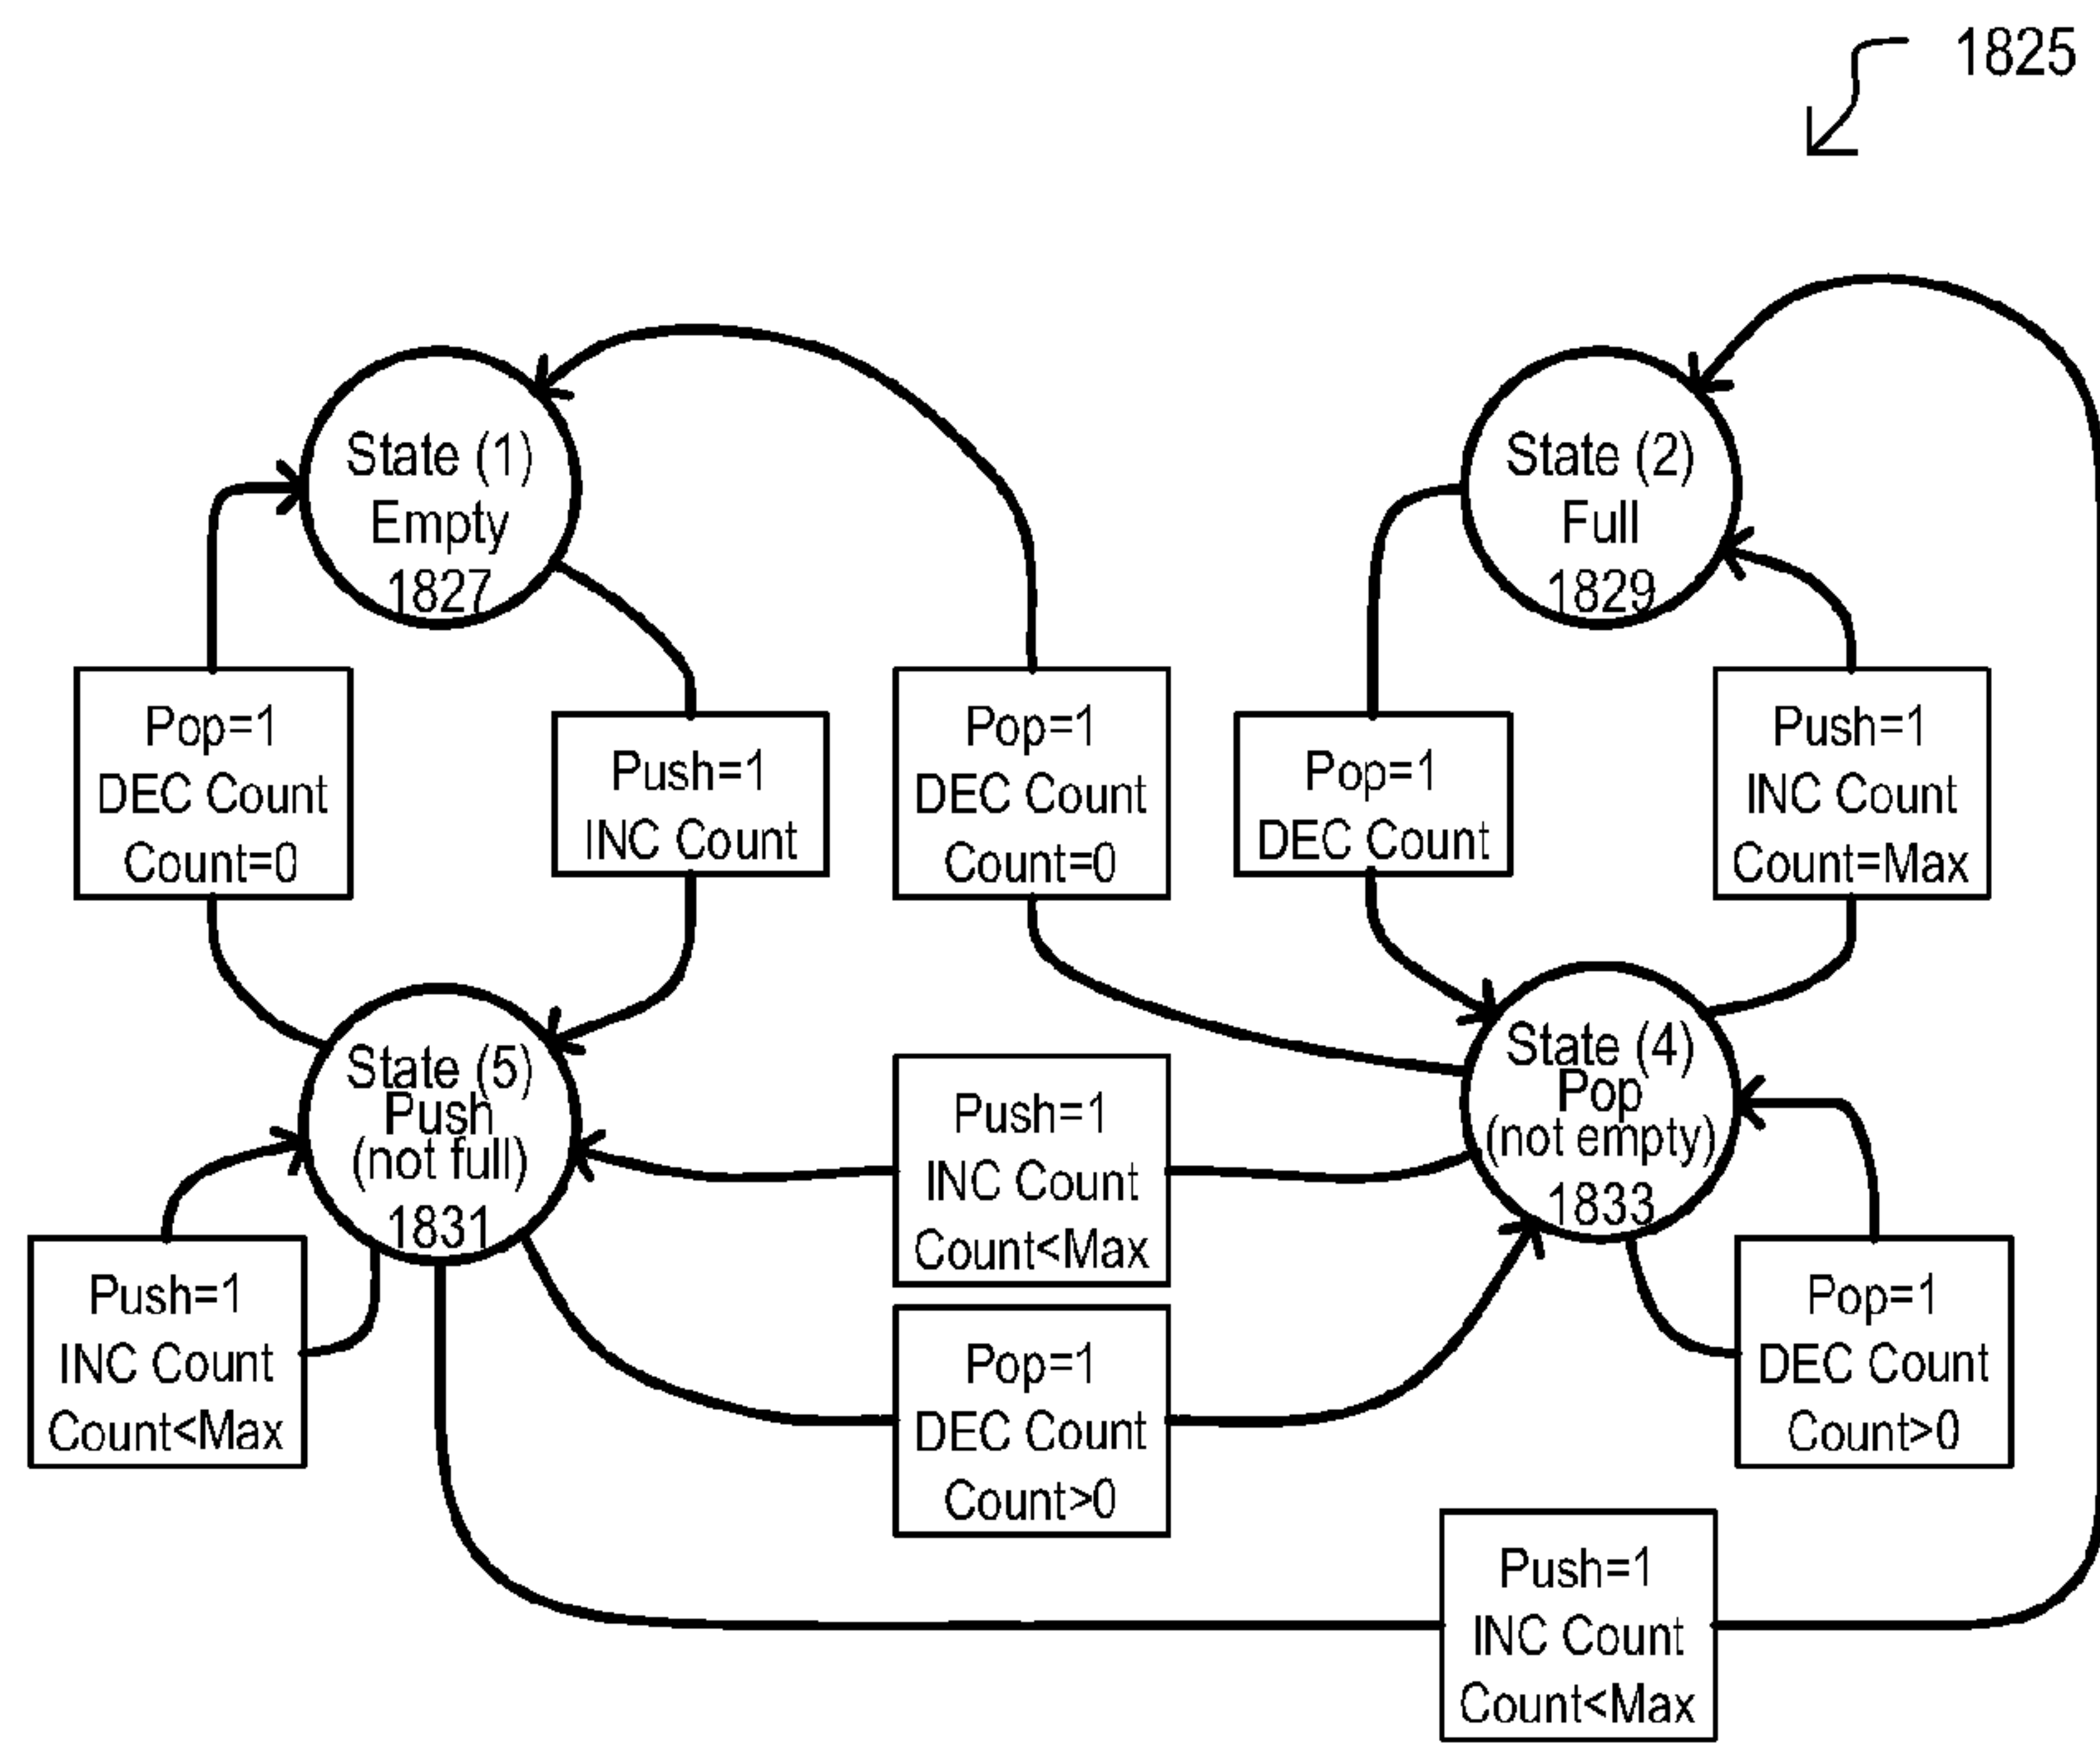 1825
State (1)
Empty
1827
State (2)
Full
1829
Pop=1
DEC Count
Count=0
Push=1
INC Count
Pop=1
DEC Count
Count=0
Pop=1
DEC Count
Push=1
INC Count
Count=Max
State (5)
Push
(not full)
1831
Push=1
INC Count
Count<Max
State (4)
Pop
(not empty)
1833
Push=1
INC Count
Count<Max
Pop=1
DEC Count
Count>0
Pop=1
DEC Count
Count>0
Push=1
INC Count
Count<Max